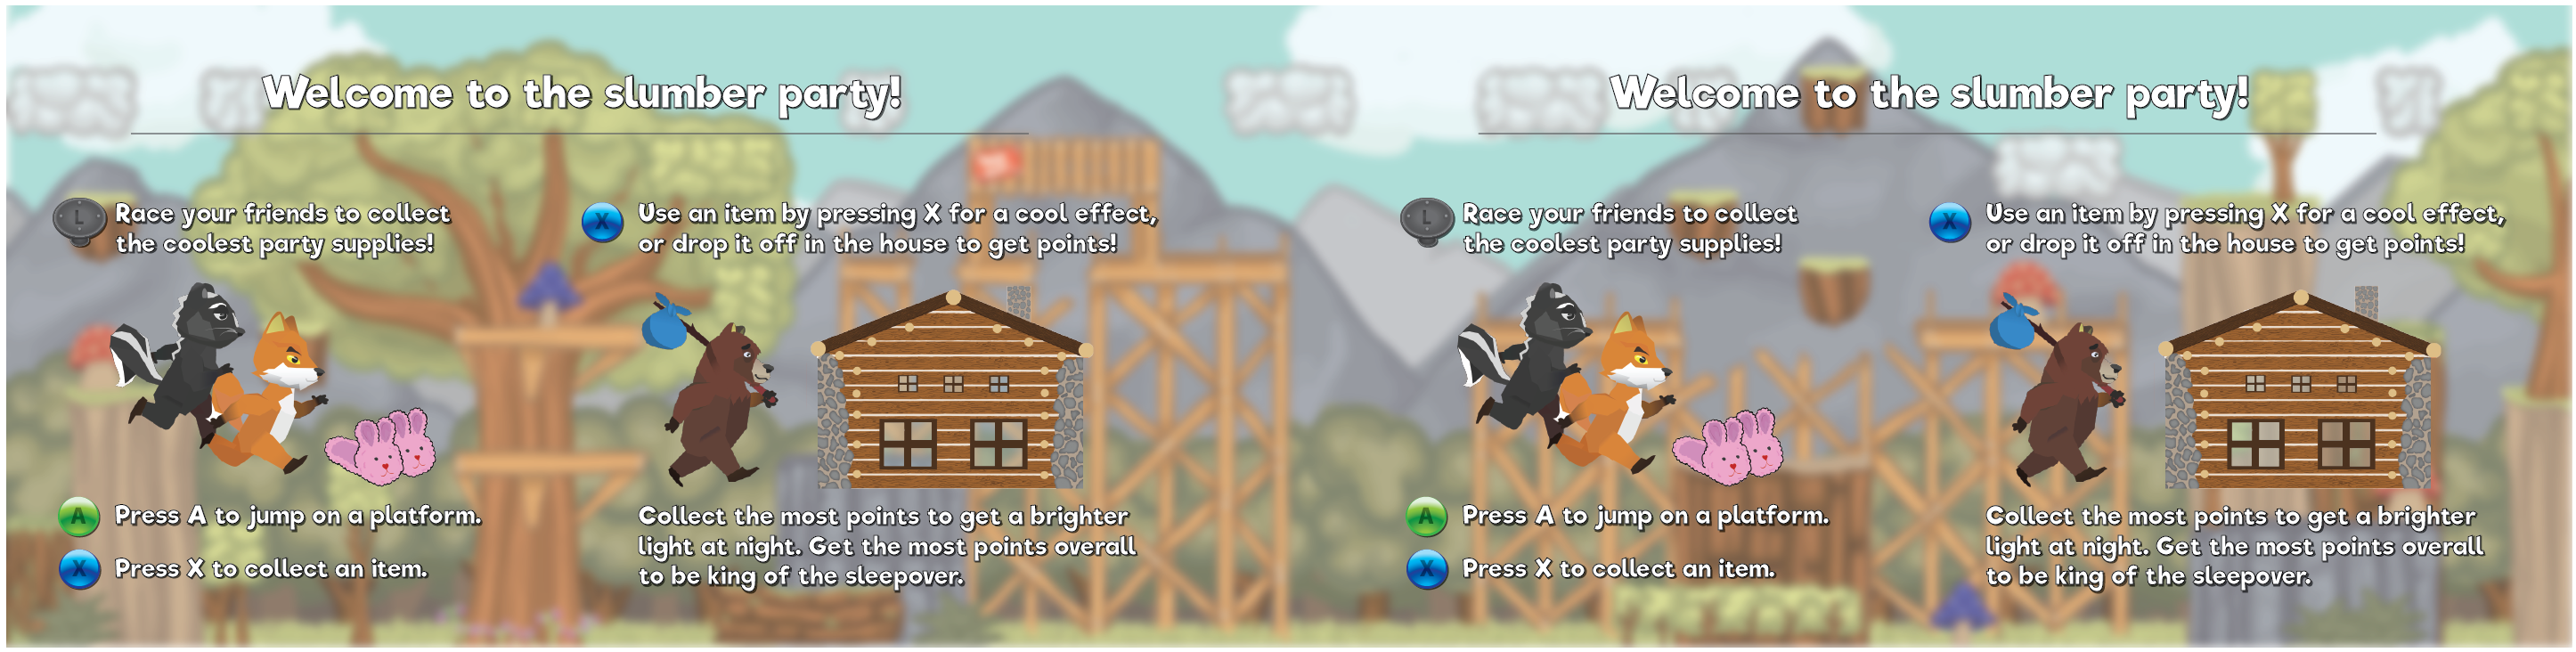 Welcome to the slumber party!
L
Race your friends to collect
the coolest party supplies!
X
Use an item by pressing X for a cool effect,
or drop it off in the house to get points!
A
Press A to jump on a platform.
X
Press X to collect an item.
Collect the most points to get a brighter
light at night. Get the most points overall
to be king of the sleepover.
Welcome to the slumber party!
L
Race your friends to collect
the coolest party supplies!
X
Use an item by pressing X for a cool effect,
or drop it off in the house to get points!
A
Press A to jump on a platform.
X
Press X to collect an item.
Collect the most points to get a brighter
light at night. Get the most points overall
to be king of the sleepover.